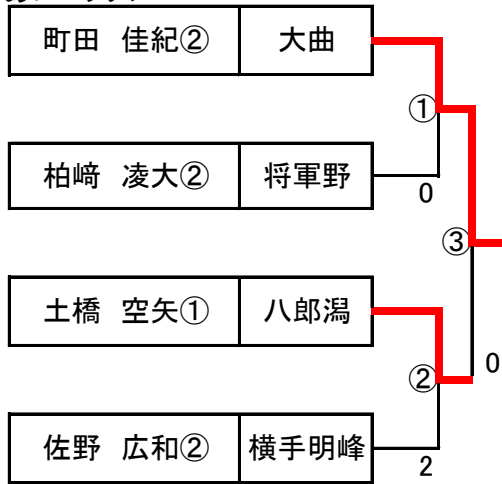 町田 佳紀② 大曲
①
柏﨑 凌大② 将軍野
0
③
土橋 空矢① 八郎潟
0
②
佐野 広和② 横手明峰
2